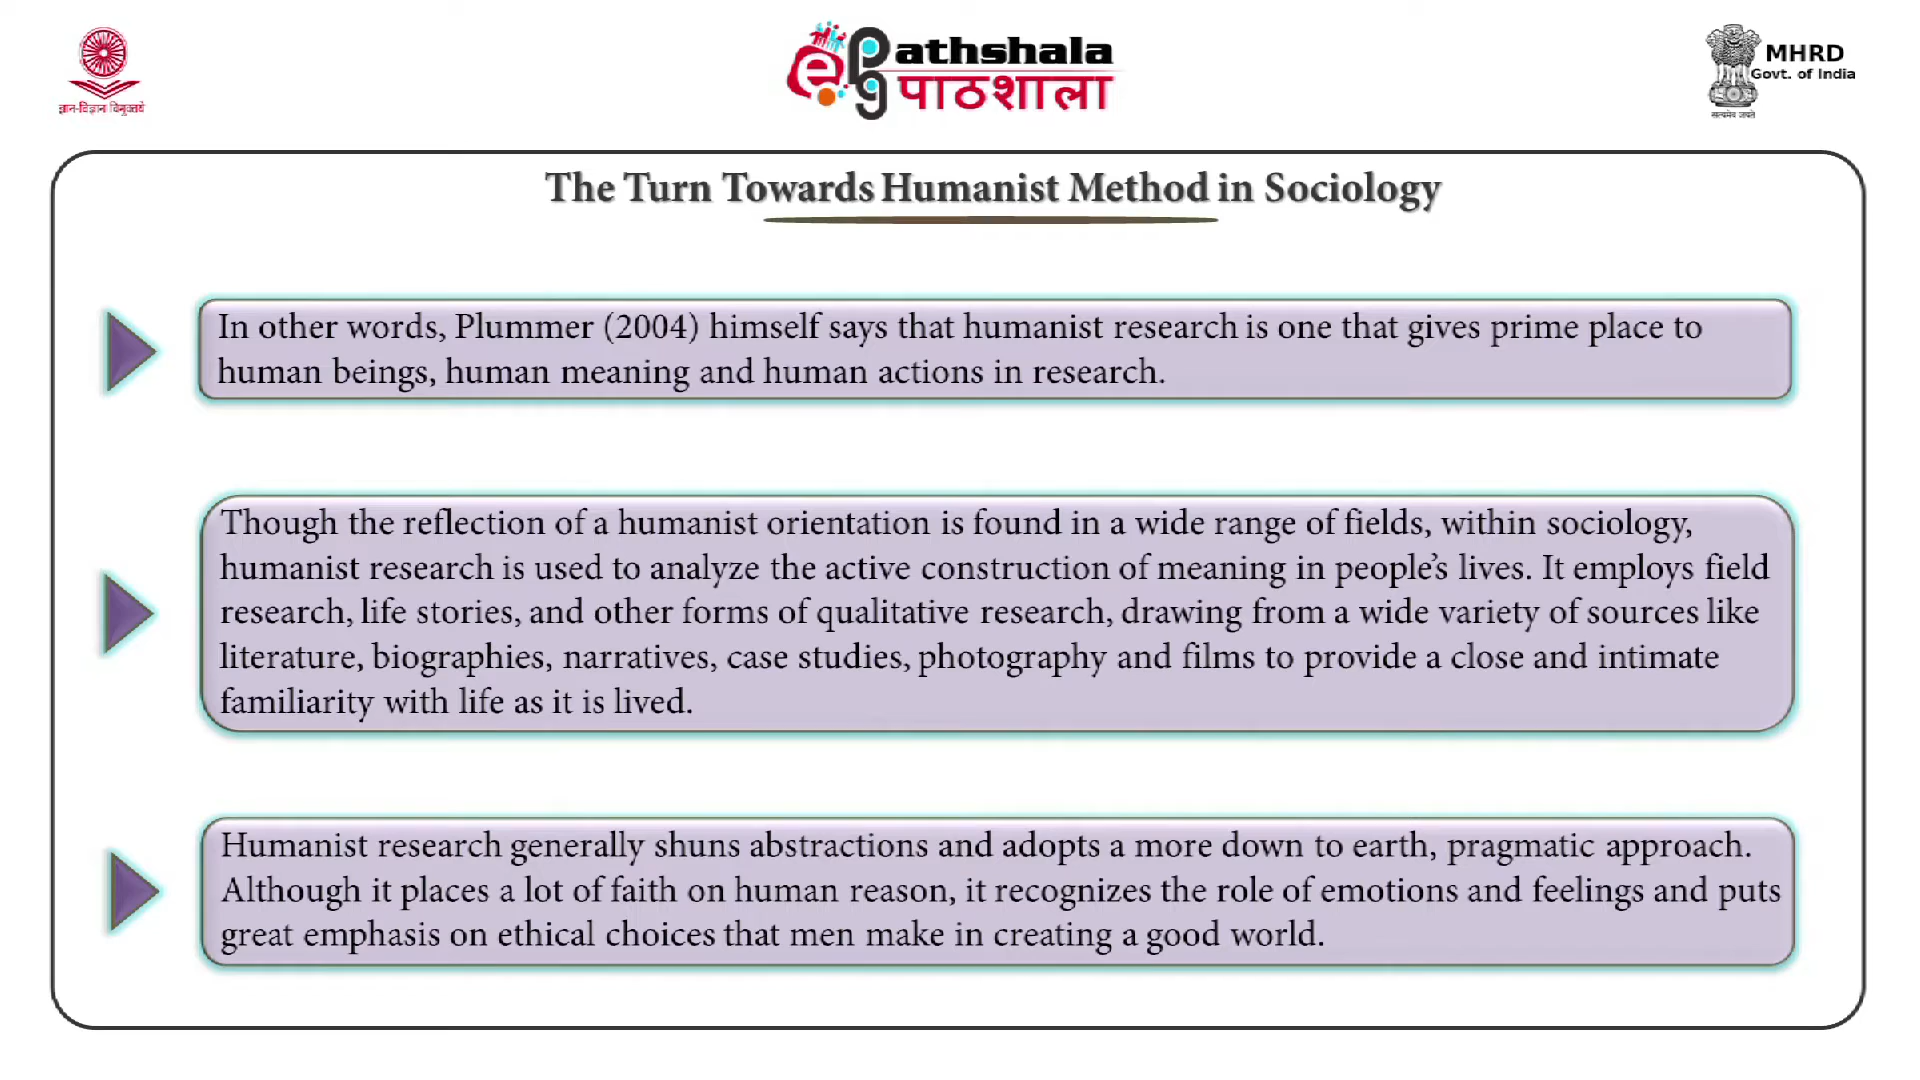 ज्ञान-विज्ञान विमुक्तये
e
pg
athshala
पाठशाला
MHRD
Govt. of India
सत्यमेव जयते
The Turn Towards Humanist Method in Sociology
In other words, Plummer (2004) himself says that humanist research is one that gives prime place to
human beings, human meaning and human actions in research.
Though the reflection of a humanist orientation is found in a wide range of fields, within sociology,
humanist research is used to analyze the active construction of meaning in people's lives. It employs field
research, life stories, and other forms of qualitative research, drawing from a wide variety of sources like
literature, biographies, narratives, case studies, photography and films to provide a close and intimate
familiarity with life as it is lived.
Humanist research generally shuns abstractions and adopts a more down to earth, pragmatic approach.
Although it places a lot of faith on human reason, it recognizes the role of emotions and feelings and puts
great emphasis on ethical choices that men make in creating a good world.